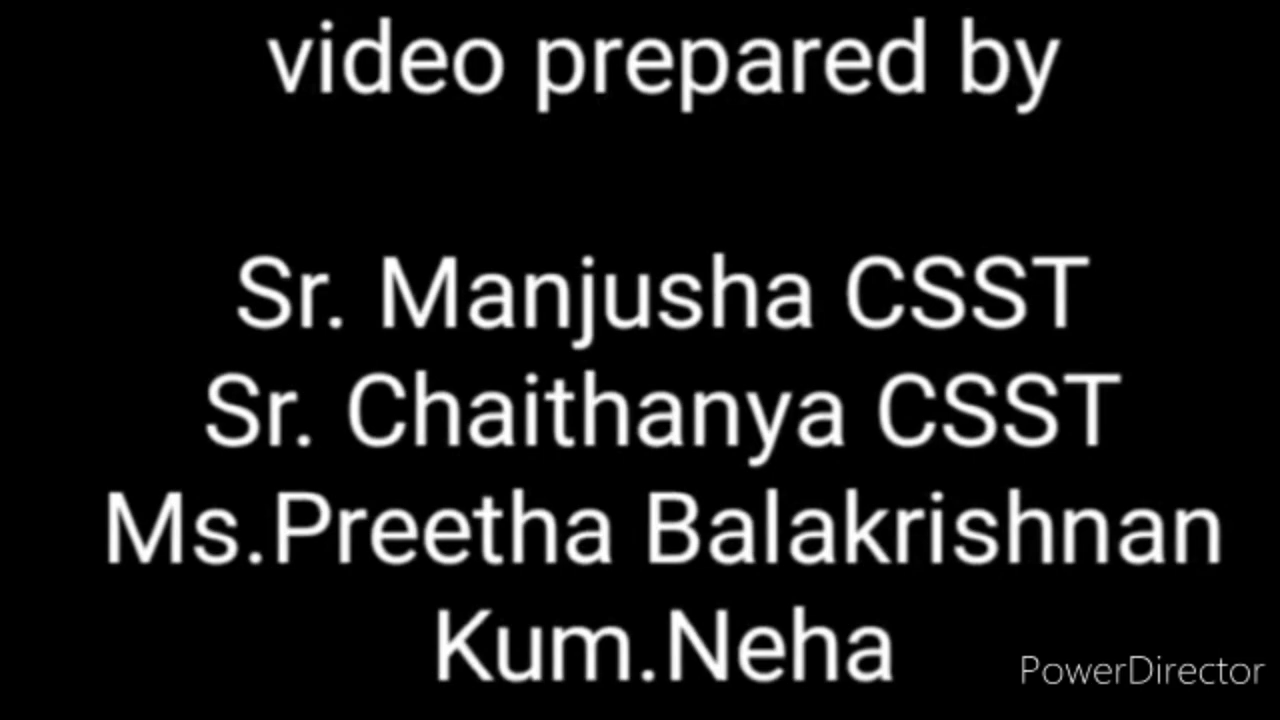 video prepared by
Sr. Manjusha CSST
Sr. Chaithanya CSST
Ms.Preetha Balakrishnan
Kum.Neha
PowerDirector